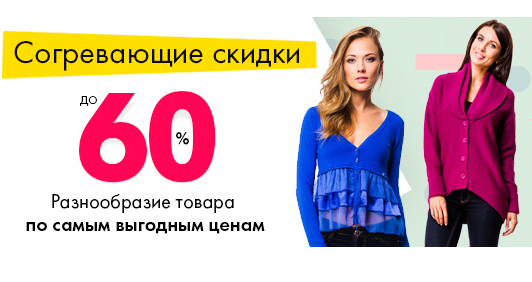 Согревающие скидки
до
60%
Разнообразие товара
по самым выгодным ценам